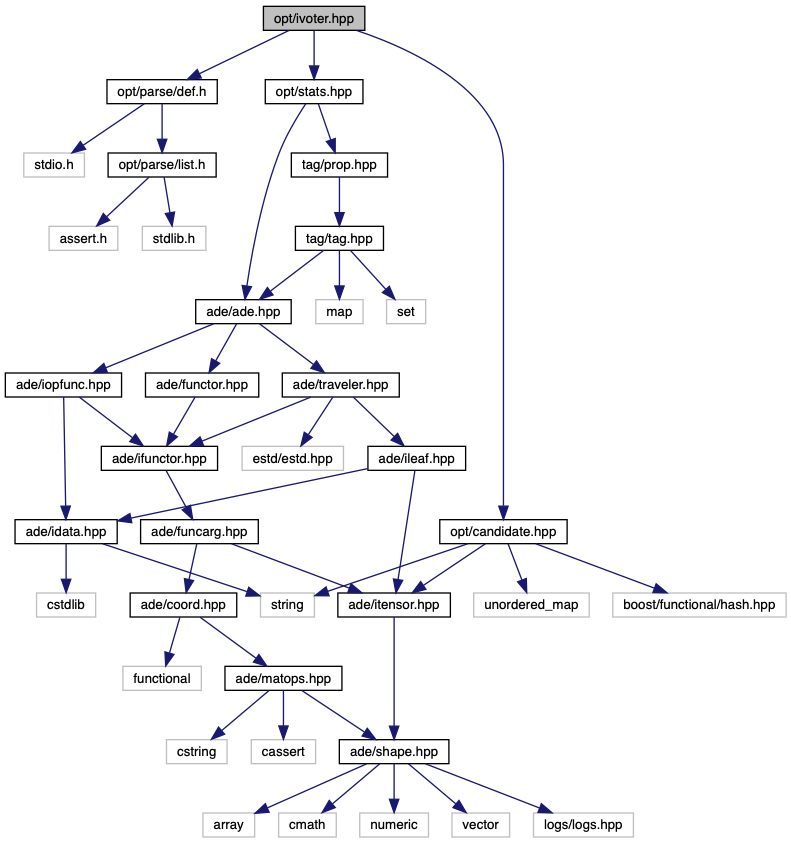 opt/ivoter.hpp
opt/parse/def.h
opt/stats.hpp
stdio.h
opt/parse/list.h
tag/prop.hpp
assert.h
stdlib.h
tag/tag.hpp
ade/ade.hpp
map
set
ade/iopfunc.hpp
ade/functor.hpp
ade/traveler.hpp
ade/ifunctor.hpp
estd/estd.hpp
ade/ileaf.hpp
ade/idata.hpp
ade/funcarg.hpp
opt/candidate.hpp
cstdlib
ade/coord.hpp
string
ade/itensor.hpp
unordered_map
boost/functional/hash.hpp
functional
ade/matops.hpp
cstring
cassert
ade/shape.hpp
array
cmath
numeric
vector
logs/logs.hpp